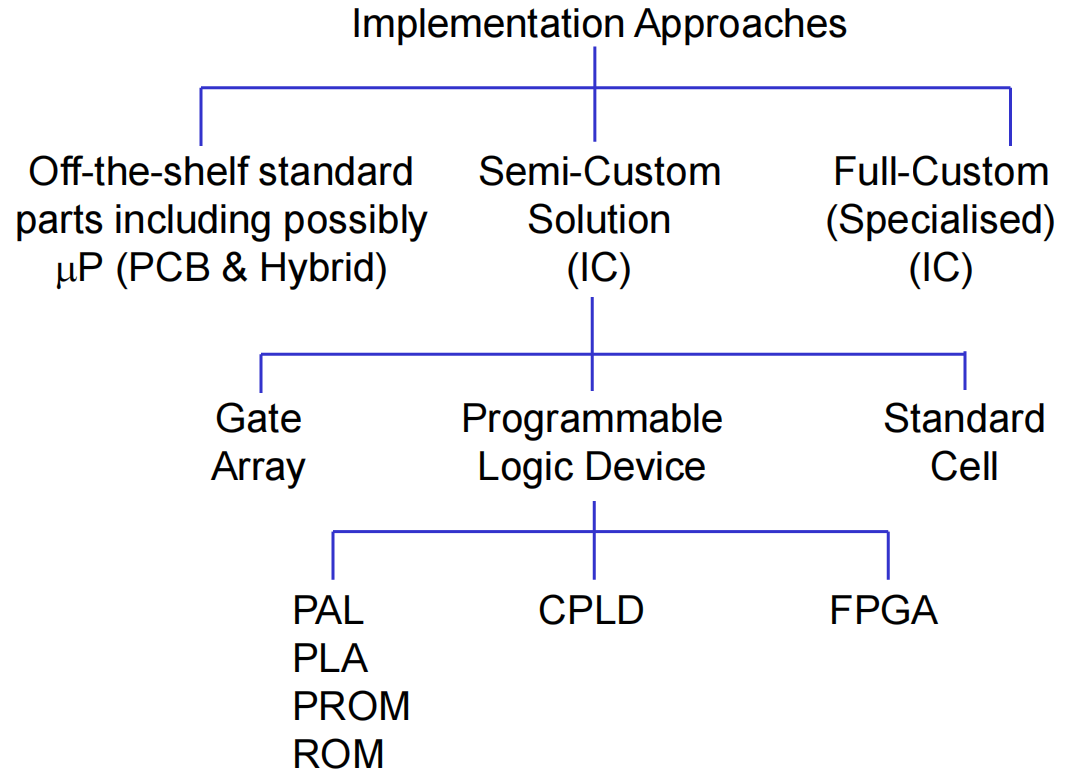 Implementation Approaches
Off-the-shelf standard
parts including possibly
μP (PCB & Hybrid)
Semi-Custom
Solution
(IC)
Full-Custom
(Specialised)
(IC)
Gate
Array
Programmable
Logic Device
Standard
Cell
PAL
PLA
PROM
ROM
CPLD
FPGA